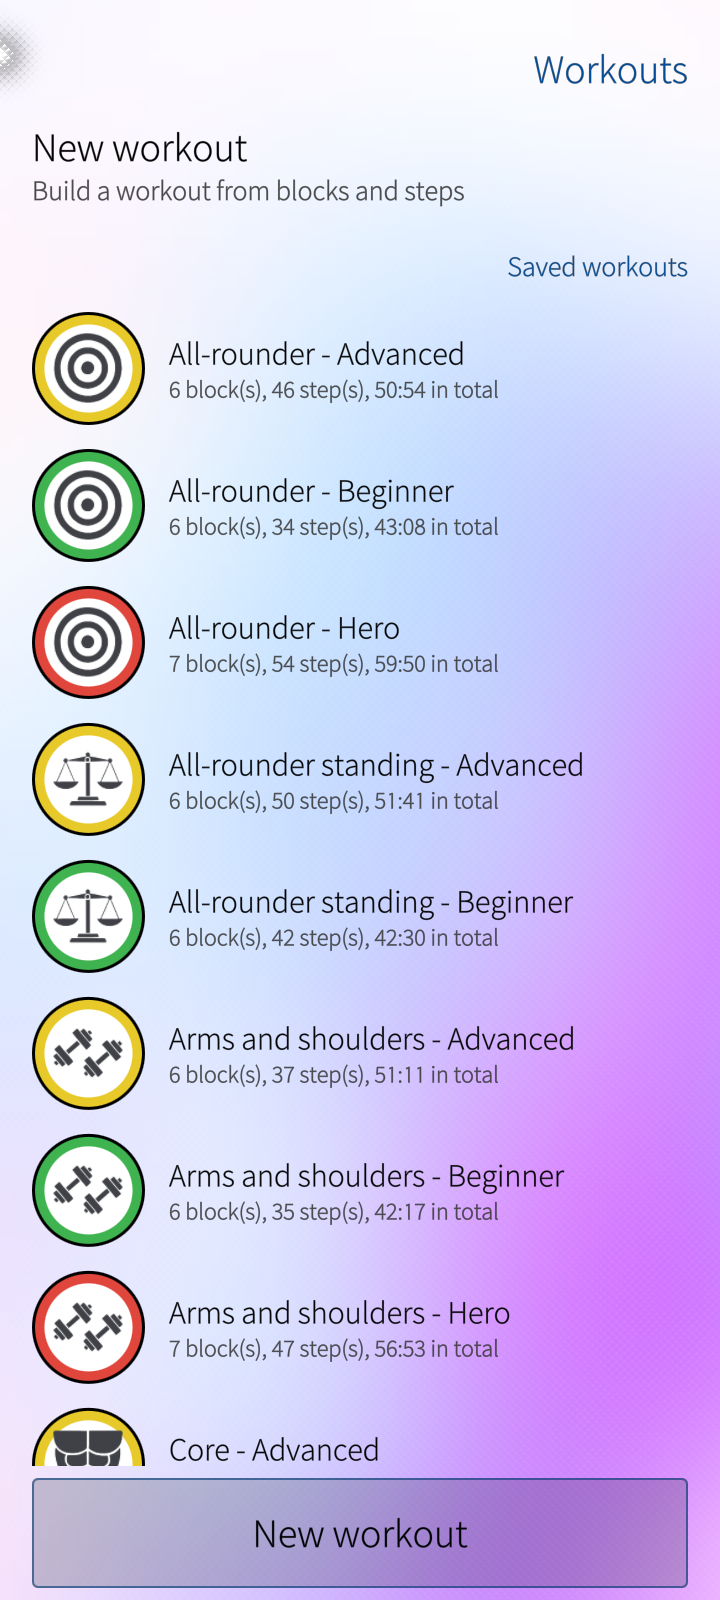 Workouts
New workout
Build a workout from blocks and steps
Saved workouts
All-rounder - Advanced
6 block(s), 46 step(s), 50:54 in total
All-rounder - Beginner
6 block(s), 34 step(s), 43:08 in total
All-rounder - Hero
7 block(s), 54 step(s), 59:50 in total
All-rounder standing - Advanced
6 block(s), 50 step(s), 51:41 in total
All-rounder standing - Beginner
6 block(s), 42 step(s), 42:30 in total
Arms and shoulders - Advanced
6 block(s), 37 step(s), 51:11 in total
Arms and shoulders - Beginner
6 block(s), 35 step(s), 42:17 in total
Arms and shoulders - Hero
7 block(s), 47 step(s), 56:53 in total
Core - Advanced
New workout